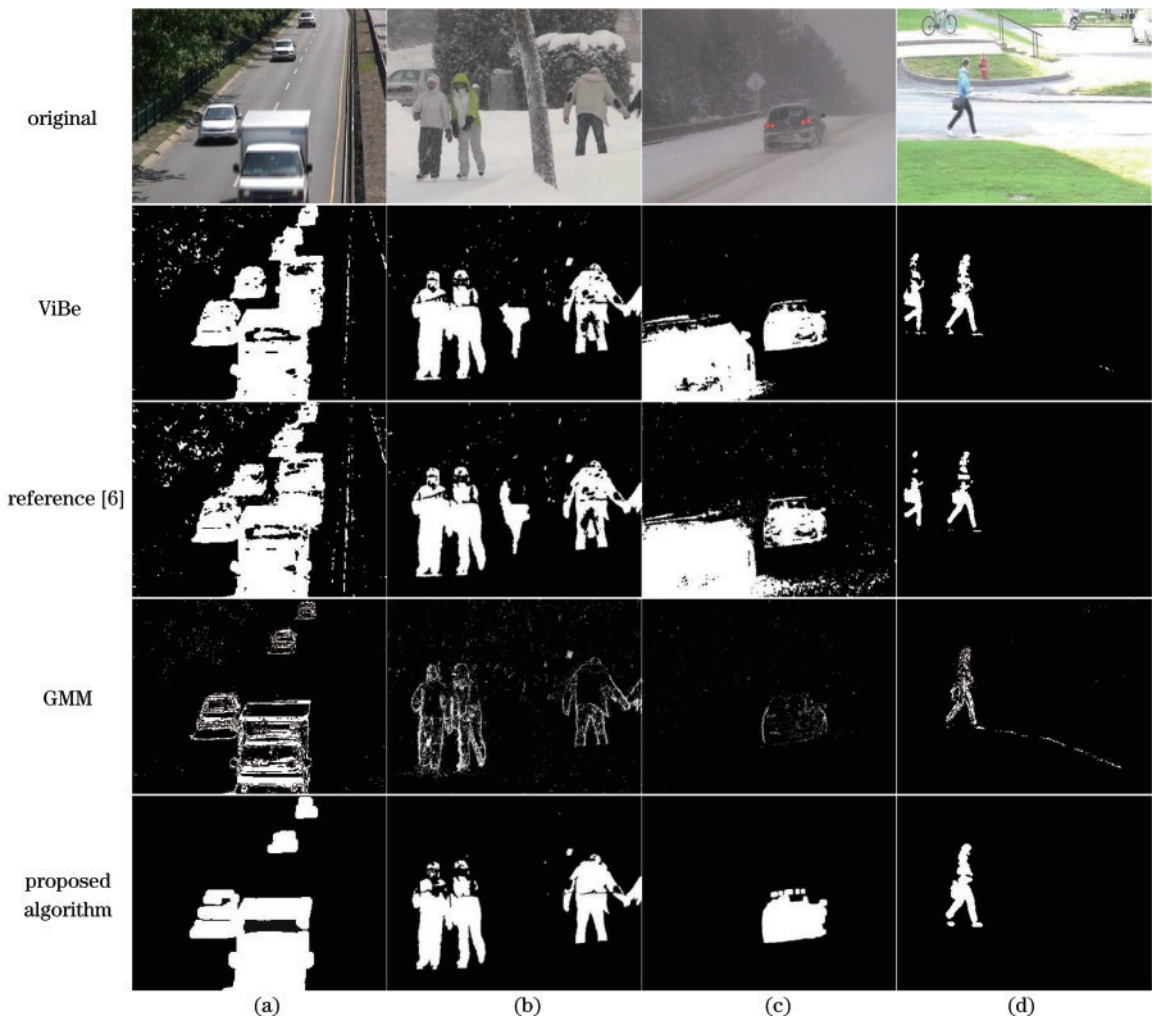 original
ViBe
reference [6]
GMM
proposed
algorithm
(a)
(b)
(c)
(d)